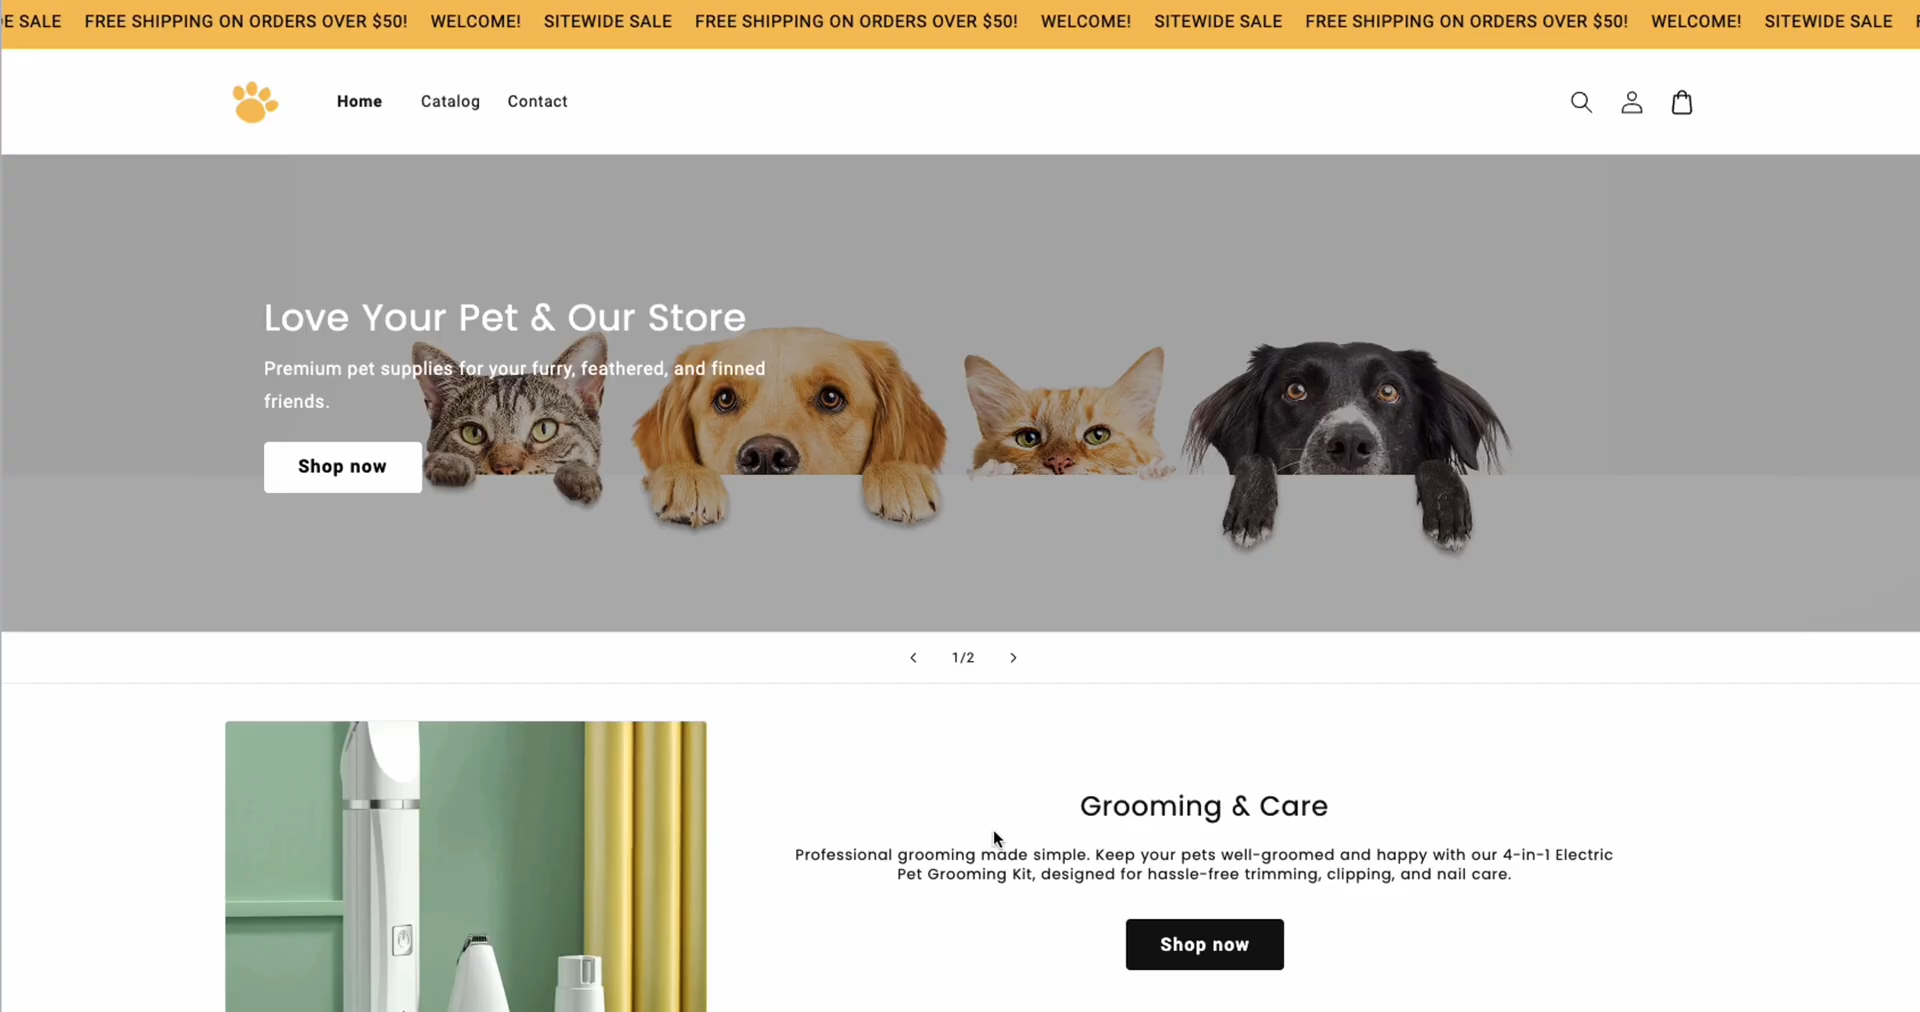 E SALE FREE SHIPPING ON ORDERS OVER $50! WELCOME! SITEWIDE SALE FREE SHIPPING ON ORDERS OVER $50! WELCOME! SITEWIDE SALE FREE SHIPPING ON ORDERS OVER $50! WELCOME! SITEWIDE SALE
Home Catalog Contact
Love Your Pet & Our Store
Premium pet supplies for your furry, feathered, and finned
friends.
Shop now
1/2
Grooming & Care
Professional grooming made simple. Keep your pets well-groomed and happy with our 4-in-1 Electric
Pet Grooming Kit, designed for hassle-free trimming, clipping, and nail care.
Shop now